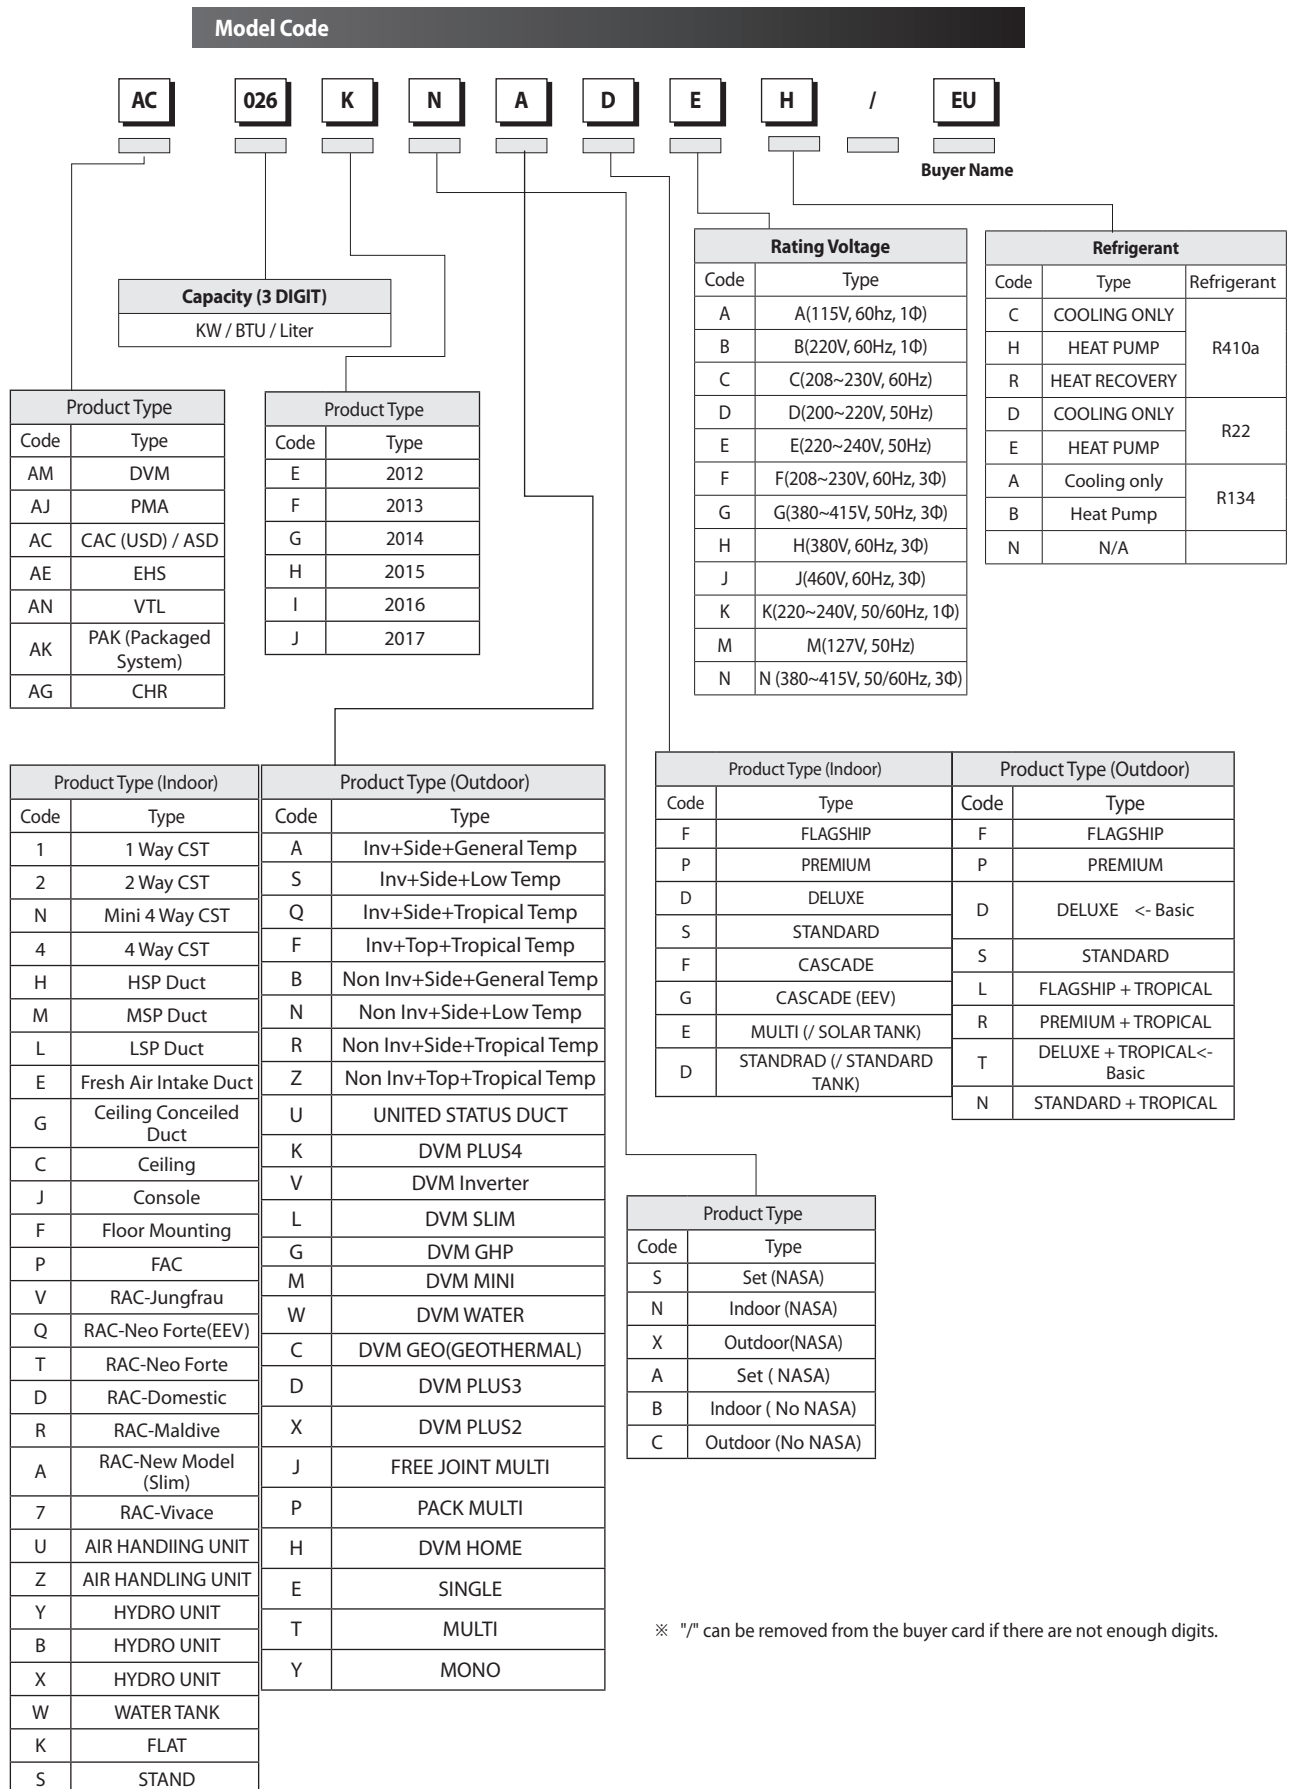 Model Code
AC 026 K N A D E H / EU
Buyer Name
Capacity (3 DIGIT)
KW / BTU / Liter
Rating Voltage
Code Type
A A(115V, 60hz, 1Φ)
B B(220V, 60Hz, 1Φ)
C C(208~230V, 60Hz)
D D(200~220V, 50Hz)
E E(220~240V, 50Hz)
F F(208~230V, 60Hz, 3Φ)
G G(380~415V, 50Hz, 3Φ)
H H(380V, 60Hz, 3Φ)
J J(460V, 60Hz, 3Φ)
K K(220~240V, 50/60Hz, 1Φ)
M M(127V, 50Hz)
N N (380~415V, 50/60Hz, 3Φ)
Refrigerant
Code Type Refrigerant
C COOLING ONLY
H HEAT PUMP R410a
R HEAT RECOVERY
D COOLING ONLY
R22
E HEAT PUMP
A Cooling only
R134
B Heat Pump
N N/A
Product Type
Code Type
AM DVM
AJ PMA
AC CAC (USD) / ASD
AE EHS
AN VTL
AK PAK (Packaged
System)
AG CHR
Product Type
Code Type
E 2012
F 2013
G 2014
H 2015
I 2016
J 2017
Product Type (Indoor)
Code Type
1 1 Way CST
2 2 Way CST
N Mini 4 Way CST
4 4 Way CST
H HSP Duct
M MSP Duct
L LSP Duct
E Fresh Air Intake Duct
G Ceiling Conceiled
Duct
C Ceiling
J Console
F Floor Mounting
P FAC
V RAC-Jungfrau
Q RAC-Neo Forte(EEV)
T RAC-Neo Forte
D RAC-Domestic
R RAC-Maldive
A RAC-New Model
(Slim)
7 RAC-Vivace
U AIR HANDIING UNIT
Z AIR HANDLING UNIT
Y HYDRO UNIT
B HYDRO UNIT
X HYDRO UNIT
W WATER TANK
K FLAT
S STAND
Product Type (Outdoor)
Code Type
A Inv+Side+General Temp
S Inv+Side+Low Temp
Q Inv+Side+Tropical Temp
F Inv+Top+Tropical Temp
B Non Inv+Side+General Temp
N Non Inv+Side+Low Temp
R Non Inv+Side+Tropical Temp
Z Non Inv+Top+Tropical Temp
U UNITED STATUS DUCT
K DVM PLUS4
V DVM Inverter
L DVM SLIM
G DVM GHP
M DVM MINI
W DVM WATER
C DVM GEO(GEOTHERMAL)
D DVM PLUS3
X DVM PLUS2
J FREE JOINT MULTI
P PACK MULTI
H DVM HOME
E SINGLE
T MULTI
Y MONO
Product Type (Indoor)
Code Type
F FLAGSHIP
P PREMIUM
D DELUXE
S STANDARD
F CASCADE
G CASCADE (EEV)
E MULTI (/ SOLAR TANK)
D STANDRAD (/ STANDARD
TANK)
Product Type (Outdoor)
Code Type
F FLAGSHIP
P PREMIUM
D DELUXE <- Basic
S STANDARD
L FLAGSHIP + TROPICAL
R PREMIUM + TROPICAL
T DELUXE + TROPICAL<-
Basic
N STANDARD + TROPICAL
Product Type
Code Type
S Set (NASA)
N Indoor (NASA)
X Outdoor(NASA)
A Set ( NASA)
B Indoor ( No NASA)
C Outdoor (No NASA)
※ "/" can be removed from the buyer card if there are not enough digits.